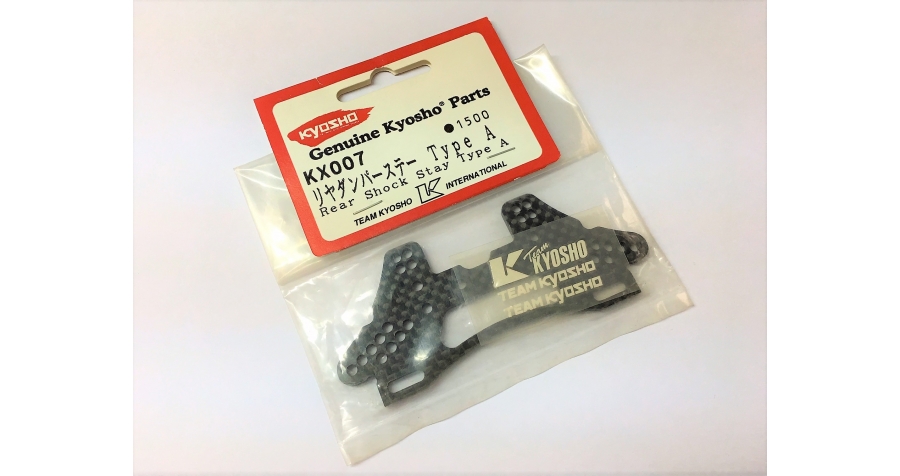 KYOSHO
Genuine Kyosho® Parts
KX007 ●1500
リヤダンパーステー Type A
Rear Shock Stay Type A
TEAM KYOSHO K INTERNATIONAL
K Team KYOSHO
TEAM KYOSHO
TEAM KYOSHO